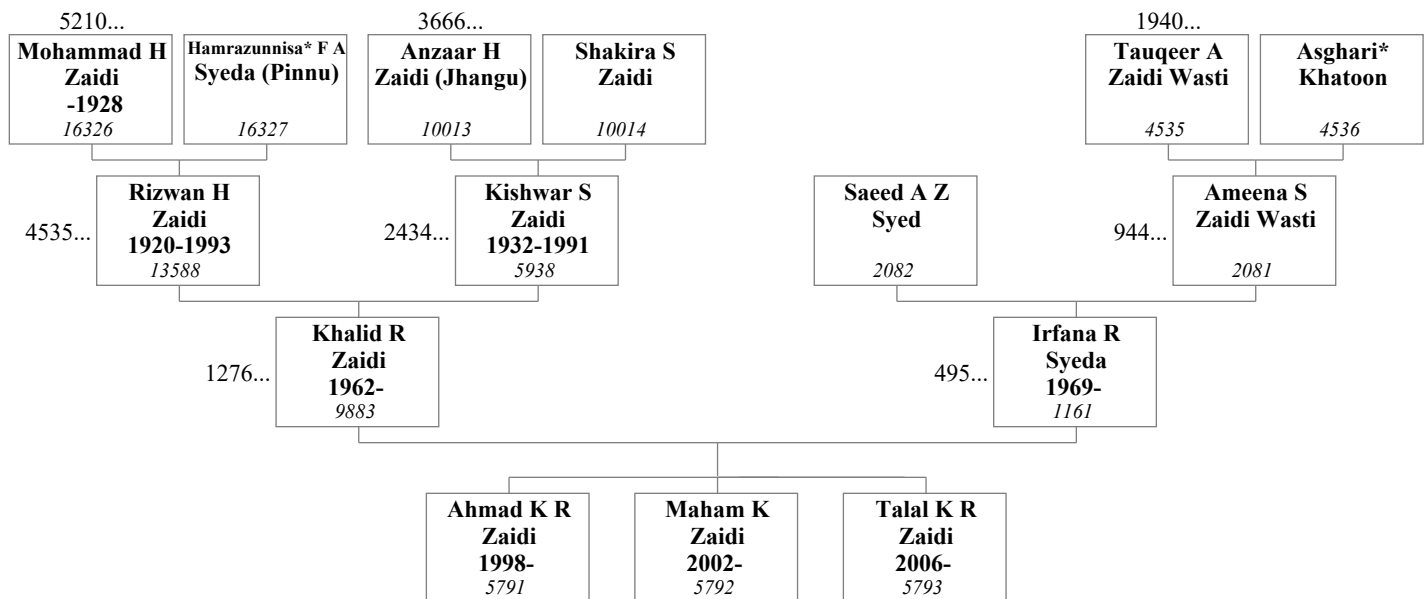 5210...
3666...
1940...
Mohammad H
Zaidi
-1928
16326
Hamrazunnisa* F A
Syeda (Pinnu)
16327
Anzaar H
Zaidi (Jhangu)
10013
Shakira S
Zaidi
10014
Tauqeer A
Zaidi Wasti
4535
Asghari*
Khatoon
4536
4535...
Rizwan H
Zaidi
1920-1993
13588
2434...
Kishwar S
Zaidi
1932-1991
5938
Saeed A Z
Syed
2082
944...
Ameena S
Zaidi Wasti
2081
1276...
Khalid R
Zaidi
1962-
9883
495...
Irfana R
Syeda
1969-
1161
Ahmad K R
Zaidi
1998-
5791
Maham K
Zaidi
2002-
5792
Talal K R
Zaidi
2006-
5793